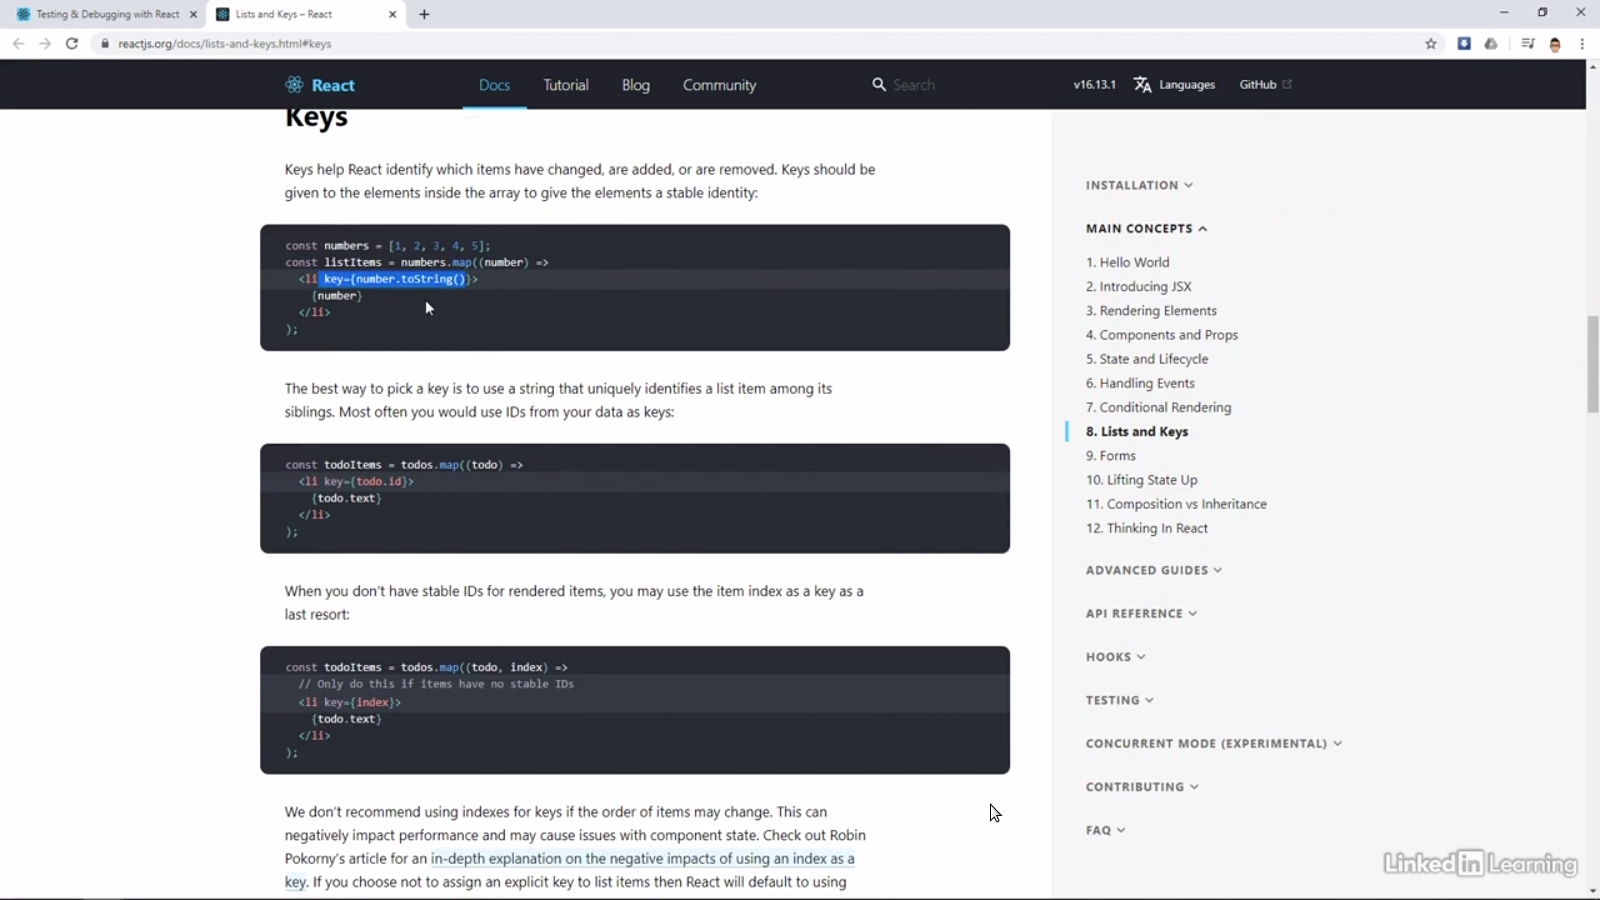 Testing & Debugging with React
Lists and Keys – React
reactjs.org/docs/lists-and-keys.html#keys
React
Docs
Tutorial
Blog
Community
Search
v16.13.1
Languages
GitHub
Keys
Keys help React identify which items have changed, are added, or are removed. Keys should be
given to the elements inside the array to give the elements a stable identity:
const numbers = [1, 2, 3, 4, 5];
const listItems = numbers.map((number) =>
<li key={number.toString()}>
{number}
</li>
);
The best way to pick a key is to use a string that uniquely identifies a list item among its
siblings. Most often you would use IDs from your data as keys:
const todoItems = todos.map((todo) =>
<li key={todo.id}>
{todo.text}
</li>
);
When you don't have stable IDs for rendered items, you may use the item index as a key as a
last resort:
const todoItems = todos.map((todo, index) =>
// Only do this if items have no stable IDs
<li key={index}>
{todo.text}
</li>
);
We don't recommend using indexes for keys if the order of items may change. This can
negatively impact performance and may cause issues with component state. Check out Robin
Pokorny's article for an in-depth explanation on the negative impacts of using an index as a
key. If you choose not to assign an explicit key to list items then React will default to using
INSTALLATION
MAIN CONCEPTS
1. Hello World
2. Introducing JSX
3. Rendering Elements
4. Components and Props
5. State and Lifecycle
6. Handling Events
7. Conditional Rendering
8. Lists and Keys
9. Forms
10. Lifting State Up
11. Composition vs Inheritance
12. Thinking In React
ADVANCED GUIDES
API REFERENCE
HOOKS
TESTING
CONCURRENT MODE (EXPERIMENTAL)
CONTRIBUTING
FAQ
Linked in Learning